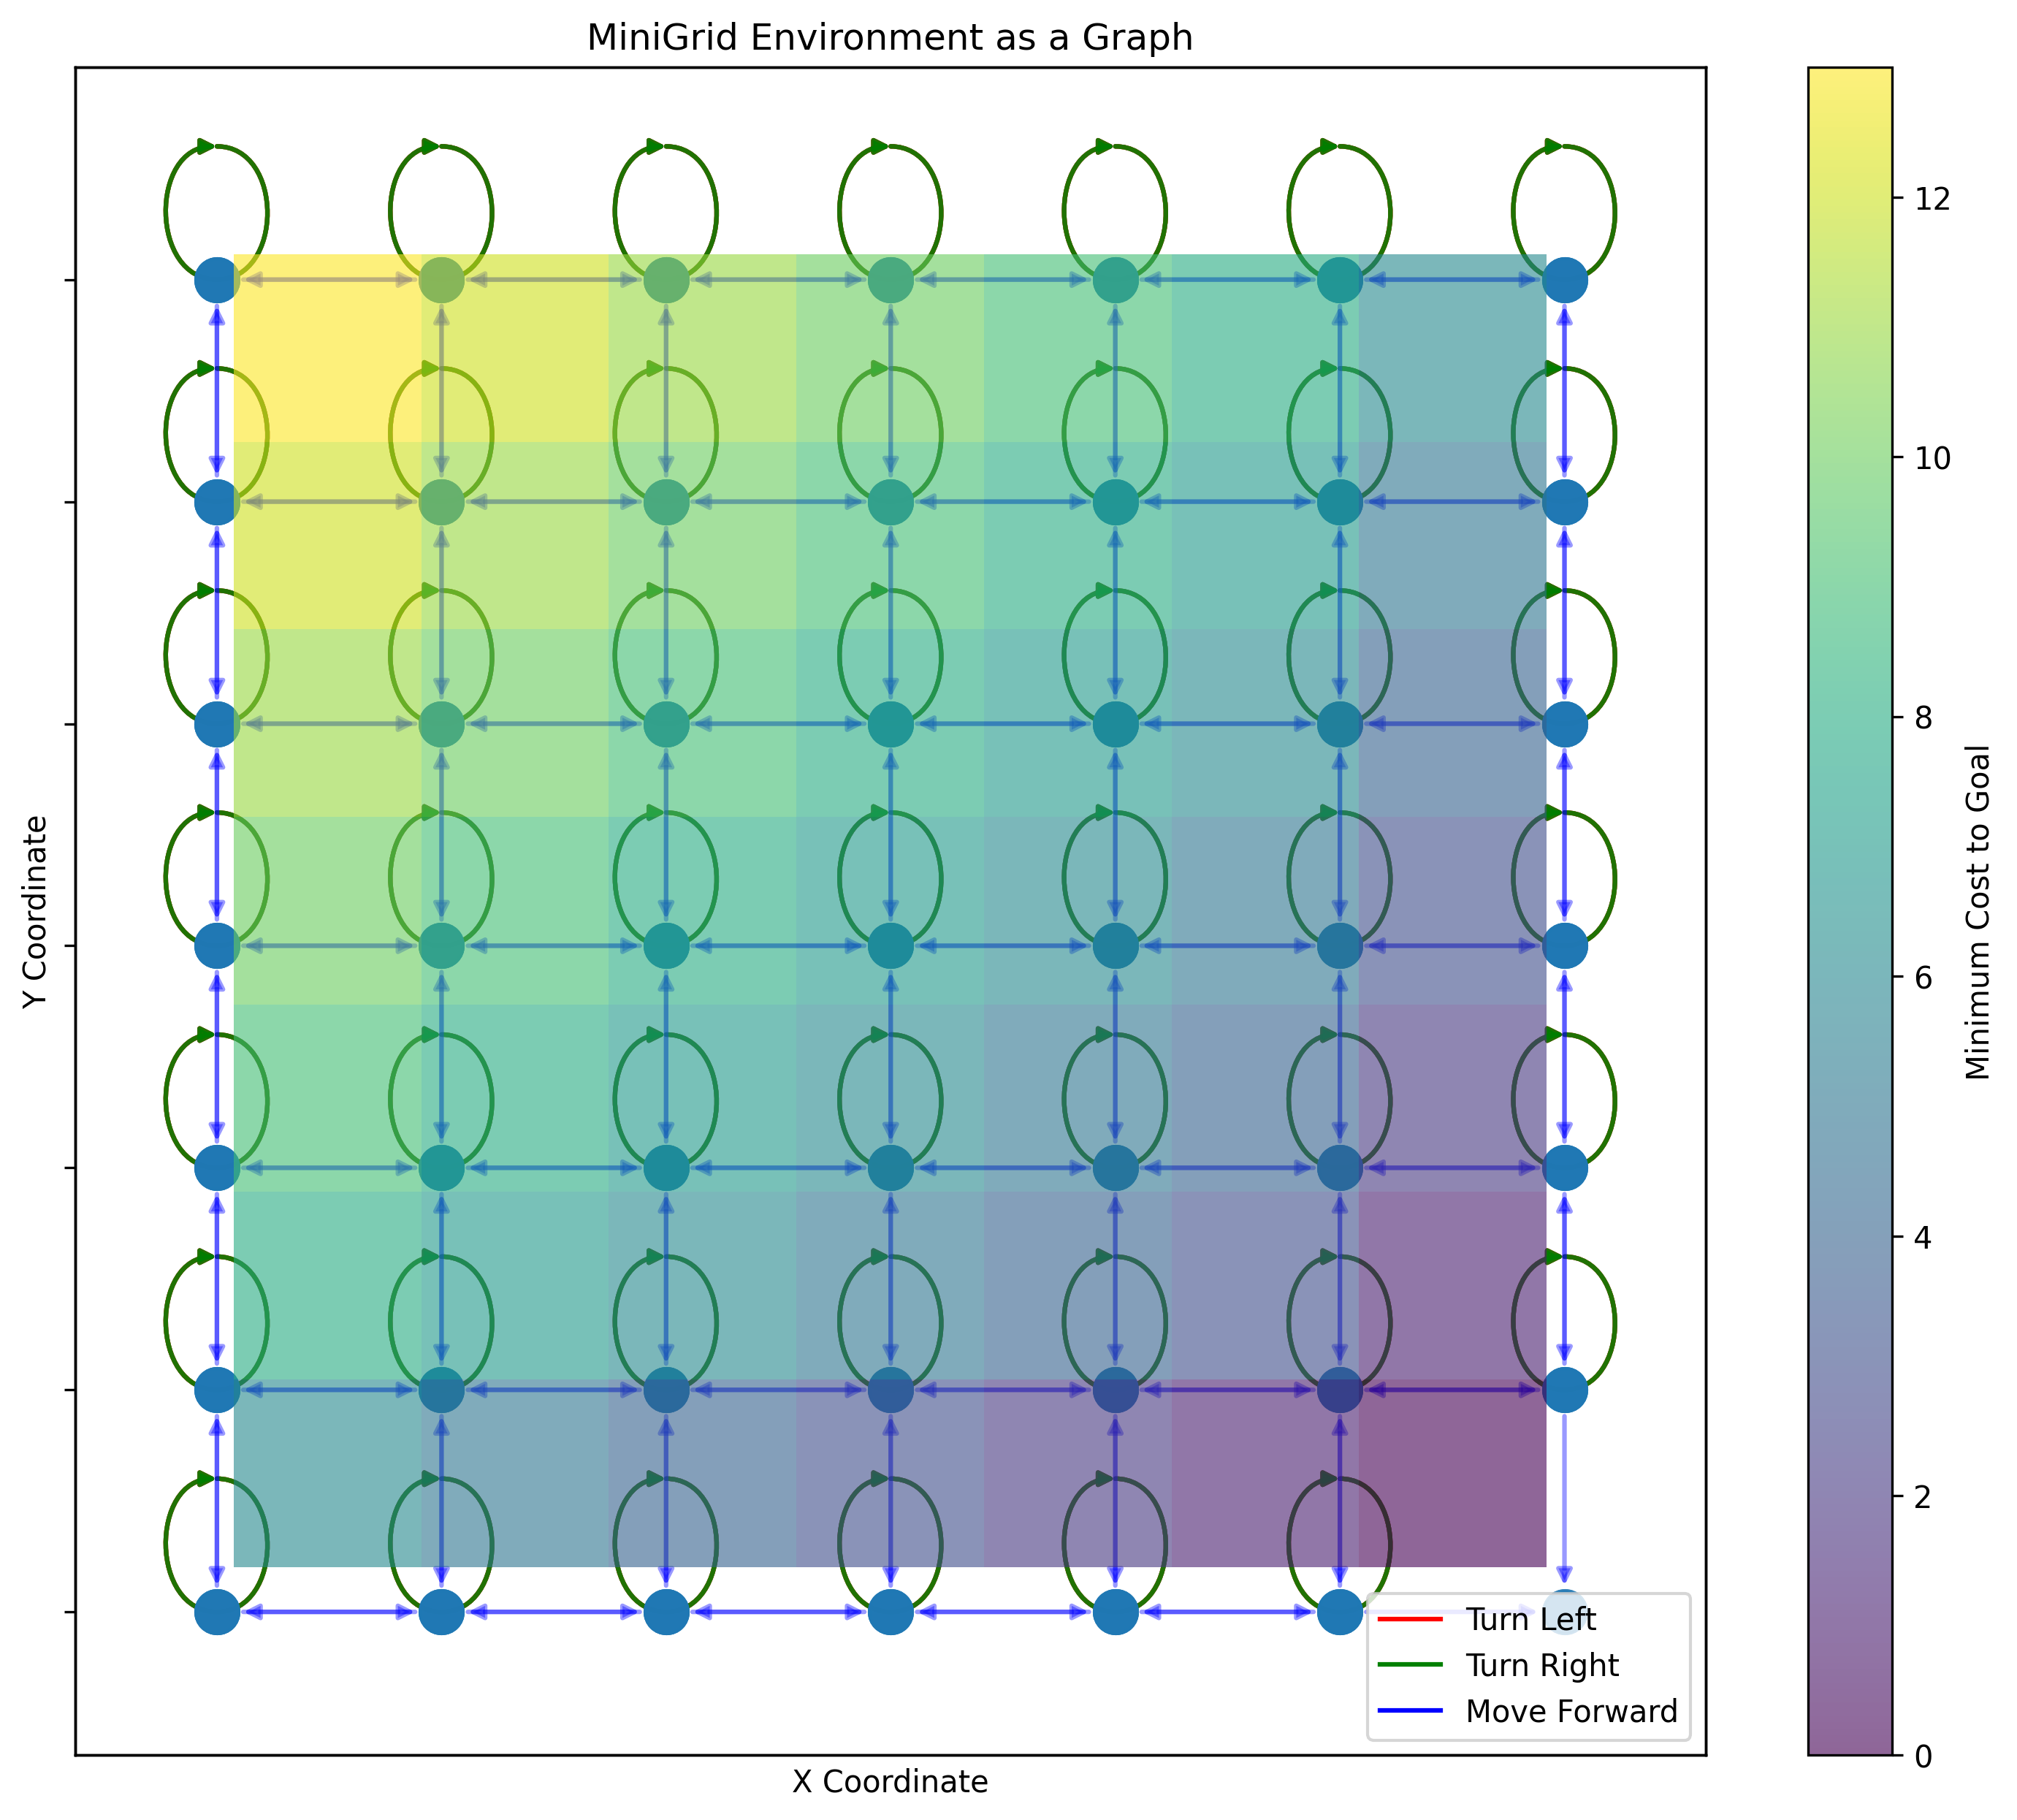 MiniGrid Environment as a Graph
Y Coordinate
X Coordinate
Turn Left
Turn Right
Move Forward
12
10
8
6
4
2
0
Minimum Cost to Goal